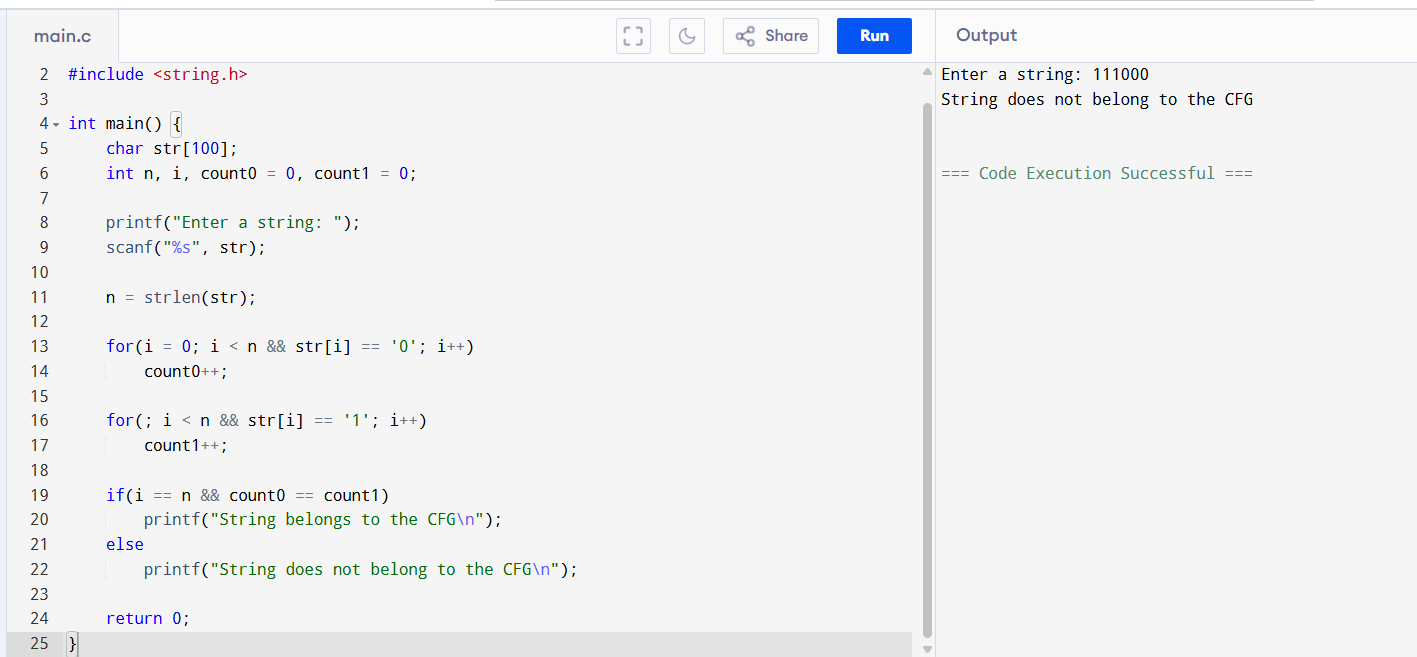 main.c
Share
Run
Output
2 #include <string.h>
3
4 int main() {
5     char str[100];
6     int n, i, count0 = 0, count1 = 0;
7
8     printf("Enter a string: ");
9     scanf("%s", str);
10
11     n = strlen(str);
12
13     for(i = 0; i < n && str[i] == '0'; i++)
14         count0++;
15
16     for(; i < n && str[i] == '1'; i++)
17         count1++;
18
19     if(i == n && count0 == count1)
20         printf("String belongs to the CFG\n");
21     else
22         printf("String does not belong to the CFG\n");
23
24     return 0;
25 }
Enter a string: 111000
String does not belong to the CFG
=== Code Execution Successful ===